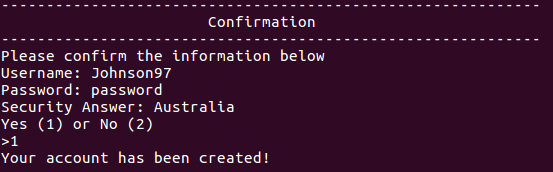 --------------------------------------------------------------
Confirmation
--------------------------------------------------------------
Please confirm the information below
Username: Johnson97
Password: password
Security Answer: Australia
Yes (1) or No (2)
>1
Your account has been created!